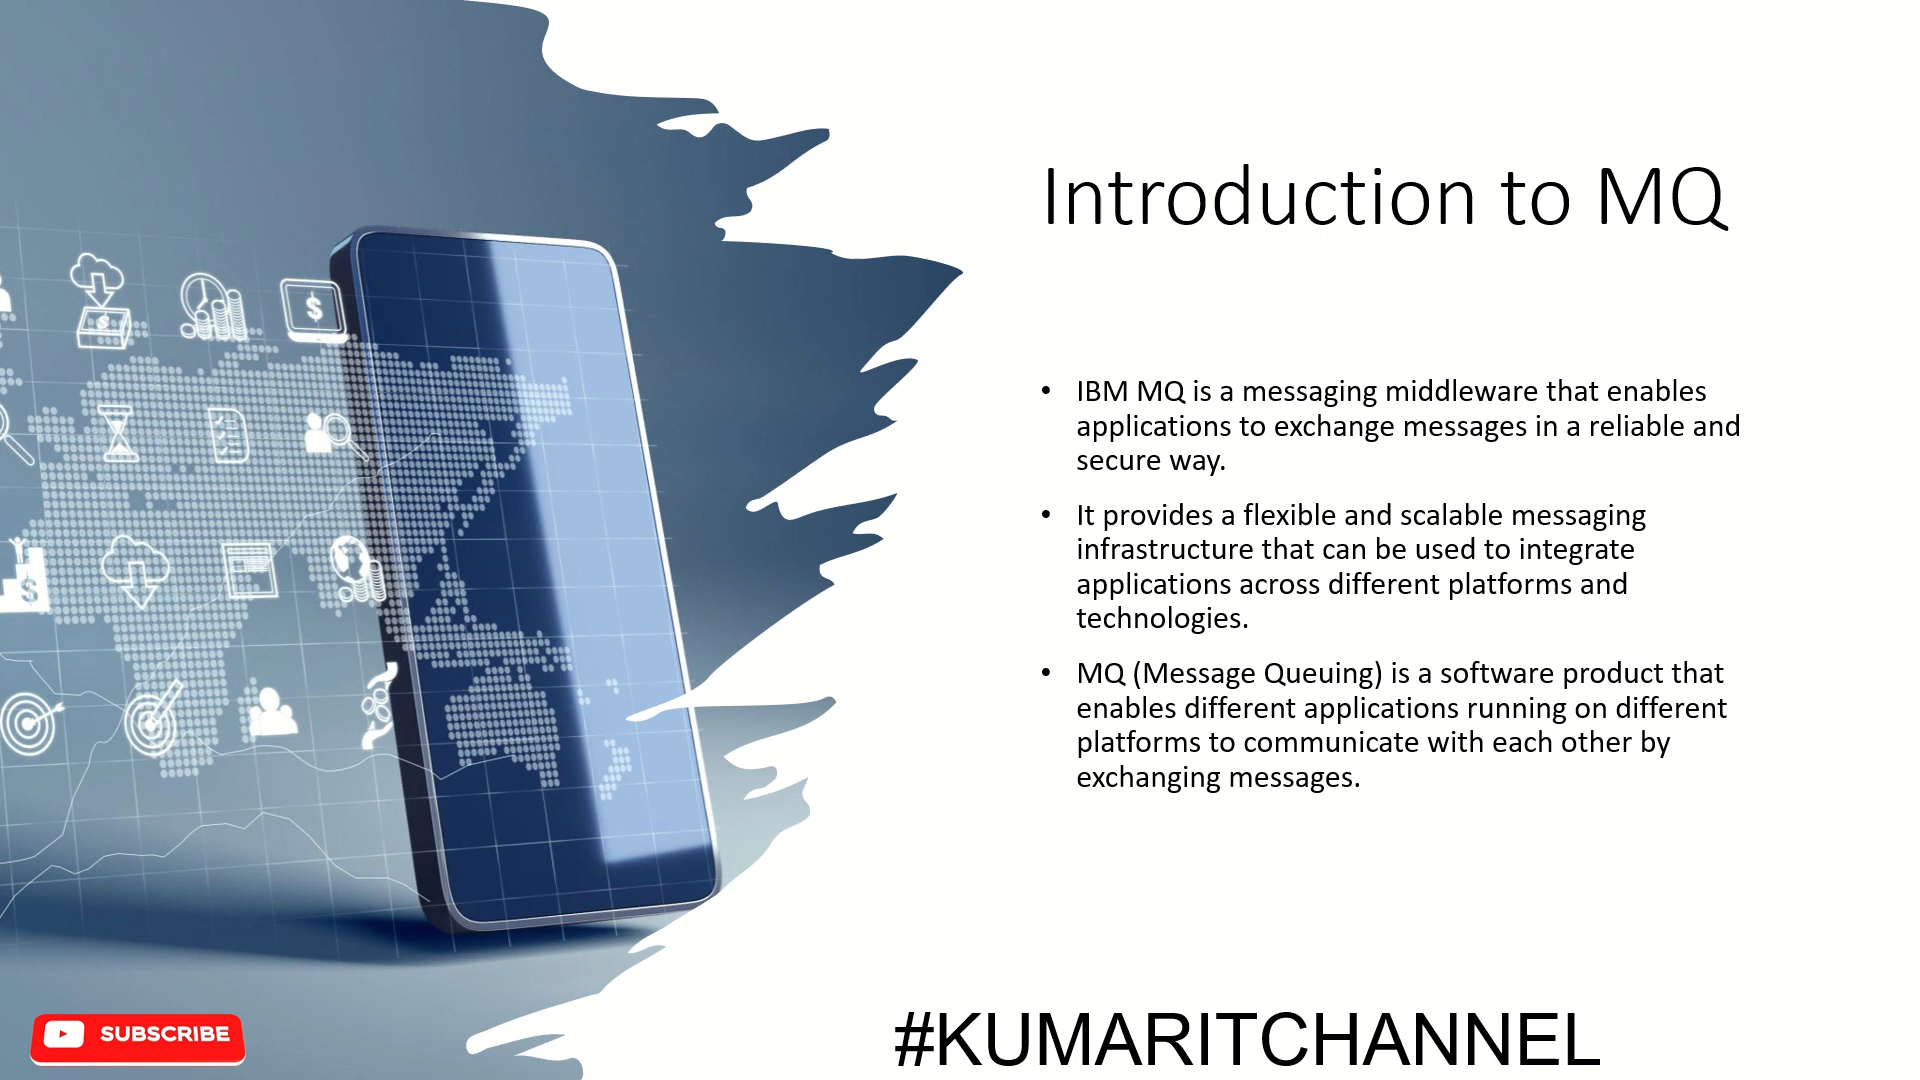 Introduction to MQ
• IBM MQ is a messaging middleware that enables
applications to exchange messages in a reliable and
secure way.
• It provides a flexible and scalable messaging
infrastructure that can be used to integrate
applications across different platforms and
technologies.
• MQ (Message Queuing) is a software product that
enables different applications running on different
platforms to communicate with each other by
exchanging messages.
SUBSCRIBE
#KUMARITCHANNEL